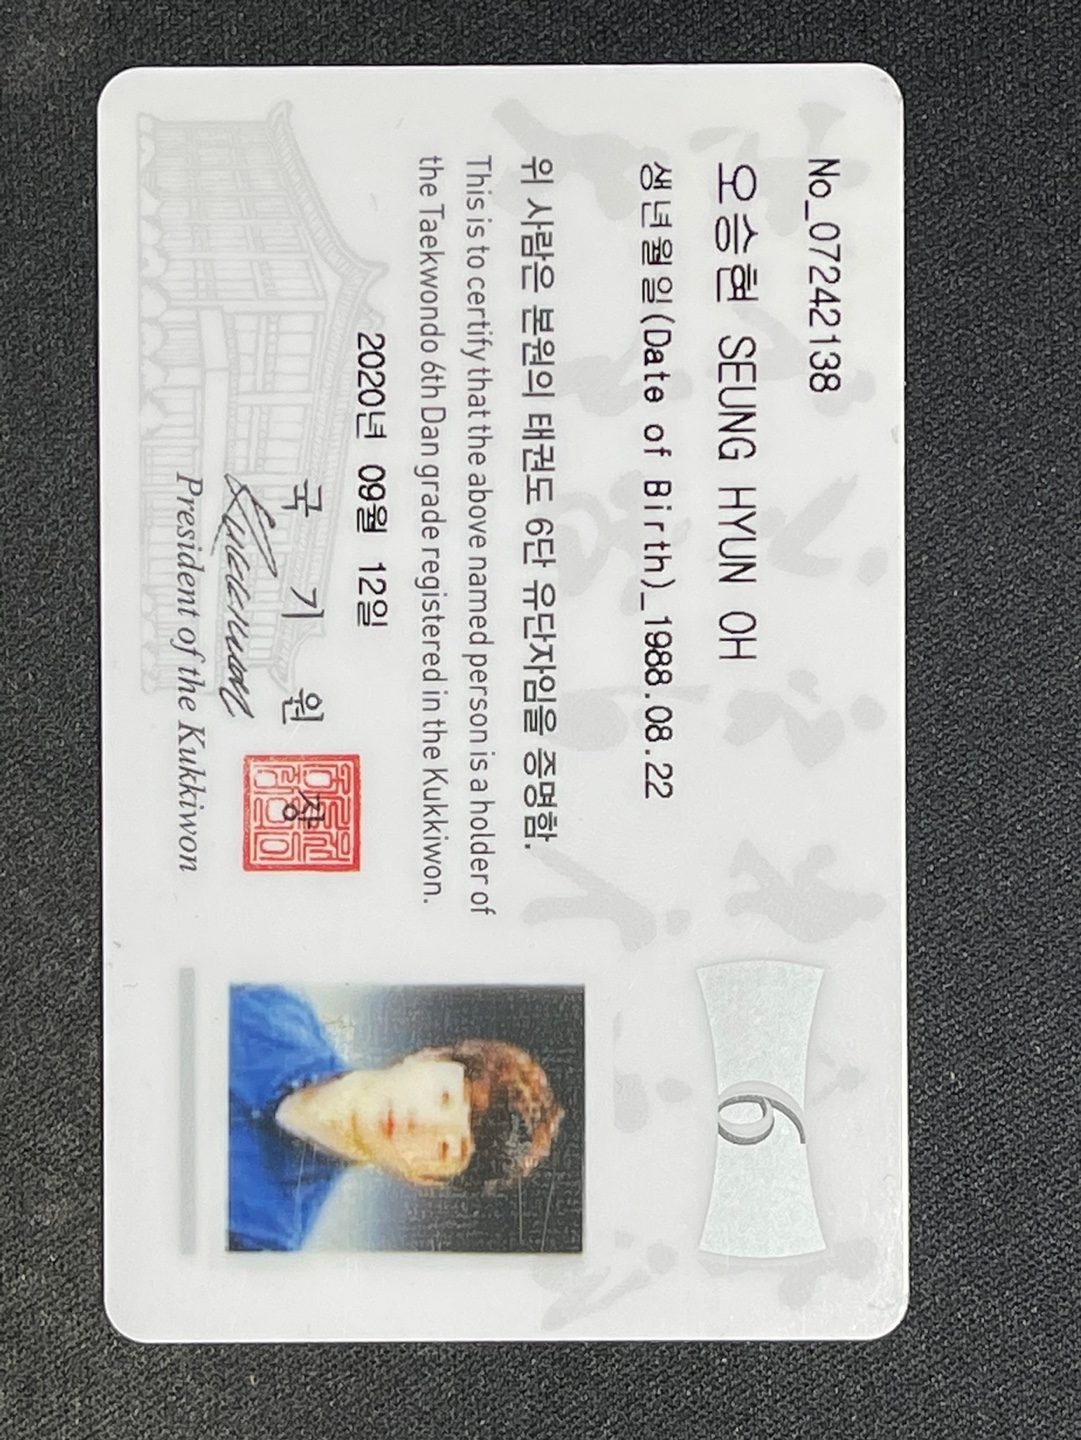 No_07242138
오승현 SEUNG HYUN OH
생년월일(Date of Birth)_1988.08.22
위 사람은 본원의 태권도 6단 유단자임을 증명함.
This is to certify that the above named person is a holder of
the Taekwondo 6th Dan grade registered in the Kukkiwon.
2020년 09월 12일
국 기 원 장
President of the Kukkiwon
6